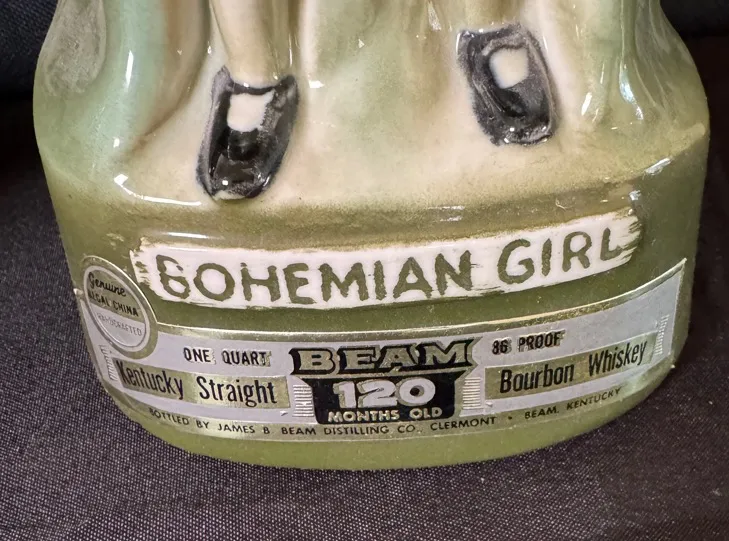 BOHEMIAN GIRL
Genuine
REGAL CHINA
HANDCRAFTED
ONE QUART
BEAM
86 PROOF
Kentucky Straight
120
Bourbon Whiskey
MONTHS OLD
BOTTLED BY JAMES B. BEAM DISTILLING CO., CLERMONT • BEAM, KENTUCKY